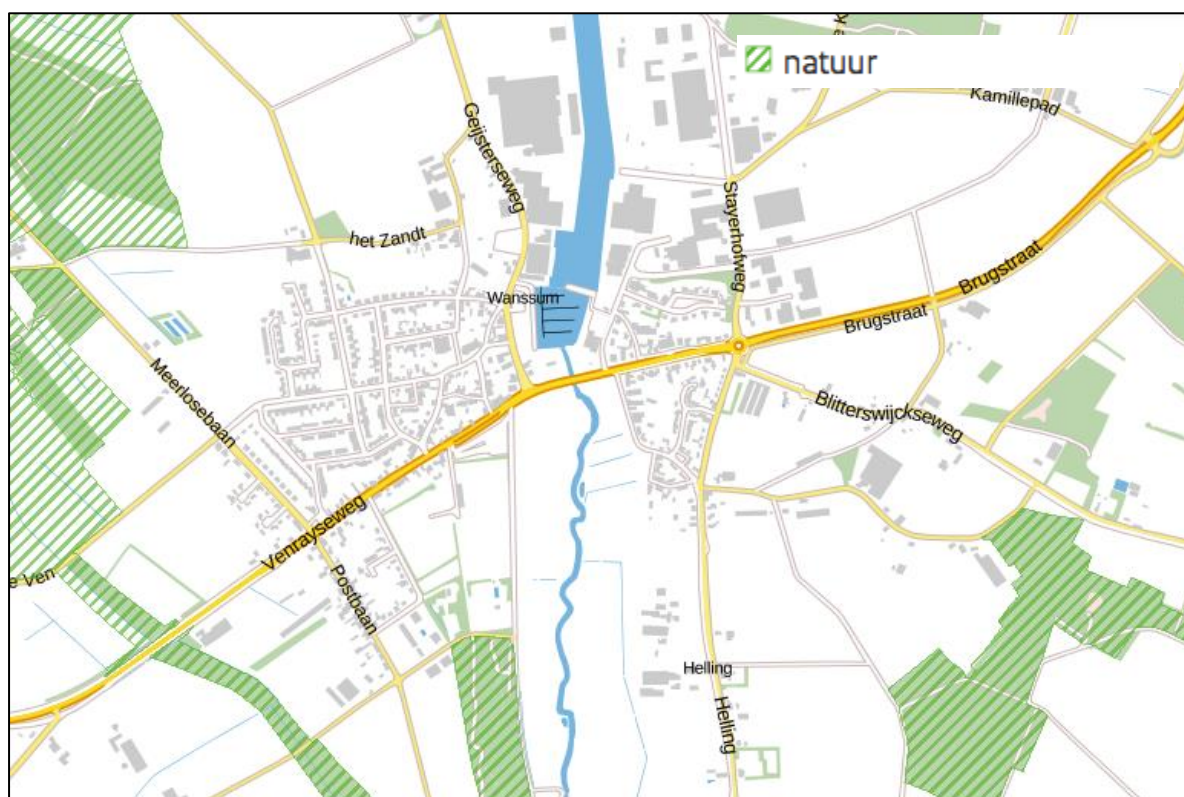 natuur
Kamillepad
Geijsterseweg
Stayerhofweg
het Zandt
Wanssum
Brugstraat
Brugstraat
Meerlosebaan
Blitterswijckseweg
Venrayseweg
e Ven
Postbaan
Helling
Helling